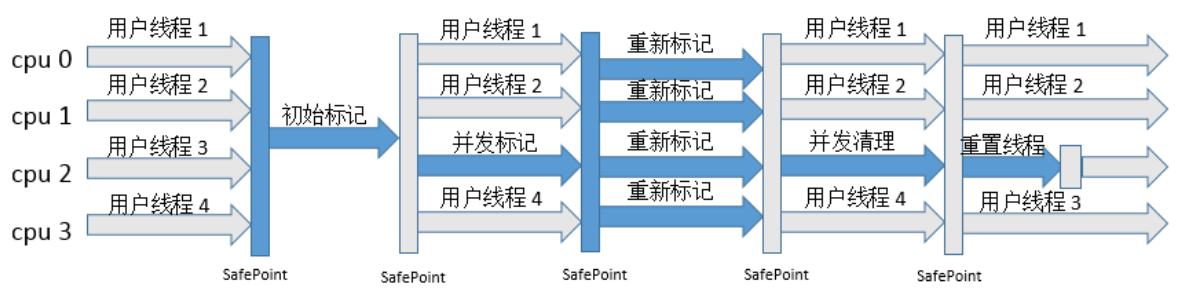 用户线程 1
用户线程 1
重新标记
用户线程 1
用户线程 1
cpu 0
用户线程 2
用户线程 2
重新标记
用户线程 2
用户线程 2
cpu 1
初始标记
用户线程 3
并发标记
重新标记
并发清理
重置线程
cpu 2
用户线程 4
用户线程 4
重新标记
用户线程 4
用户线程 3
cpu 3
SafePoint
SafePoint
SafePoint
SafePoint
SafePoint